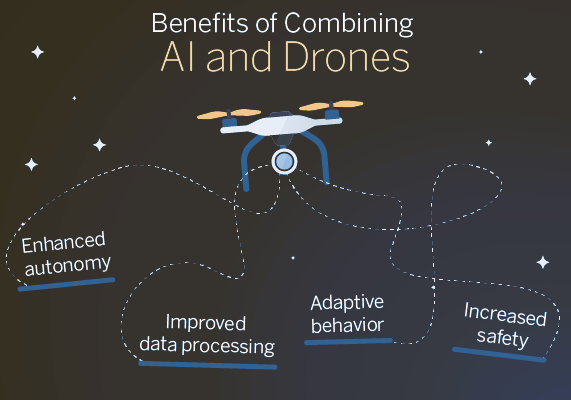 Benefits of Combining
AI and Drones
Enhanced
autonomy
Improved
data processing
Adaptive
behavior
Increased
safety